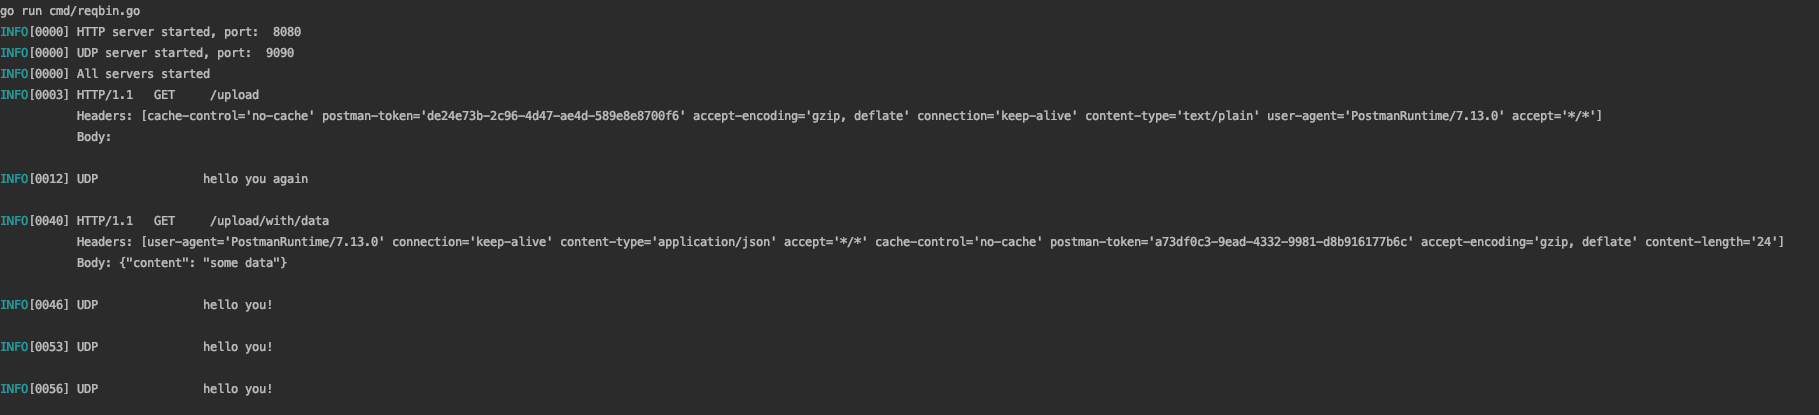 go run cmd/reqbin.go
INFO[0000] HTTP server started, port:  8080
INFO[0000] UDP server started, port:  9090
INFO[0000] All servers started
INFO[0003] HTTP/1.1   GET     /upload
Headers: [cache-control='no-cache' postman-token='de24e73b-2c96-4d47-ae4d-589e8e8700f6' accept-encoding='gzip, deflate' connection='keep-alive' content-type='text/plain' user-agent='PostmanRuntime/7.13.0' accept='*/*']
Body:
INFO[0012] UDP               hello you again
INFO[0040] HTTP/1.1   GET     /upload/with/data
Headers: [user-agent='PostmanRuntime/7.13.0' connection='keep-alive' content-type='application/json' accept='*/*' cache-control='no-cache' postman-token='a73df0c3-9ead-4332-9981-d8b916177b6c' accept-encoding='gzip, deflate' content-length='24']
Body: {"content": "some data"}
INFO[0046] UDP               hello you!
INFO[0053] UDP               hello you!
INFO[0056] UDP               hello you!